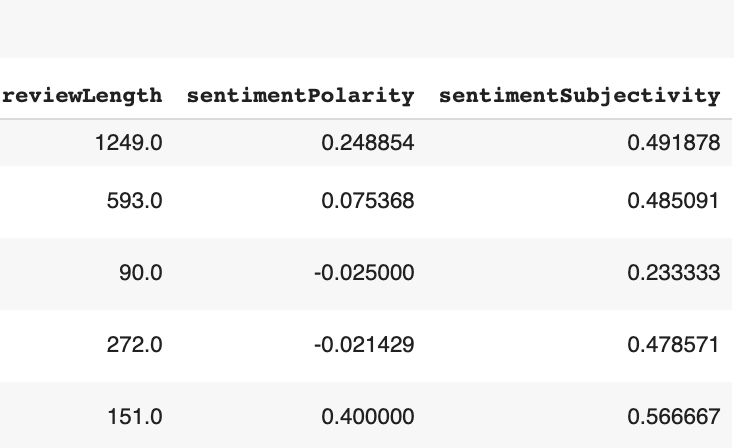 reviewLength sentimentPolarity sentimentSubjectivity
1249.0 0.248854 0.491878
593.0 0.075368 0.485091
90.0 -0.025000 0.233333
272.0 -0.021429 0.478571
151.0 0.400000 0.566667